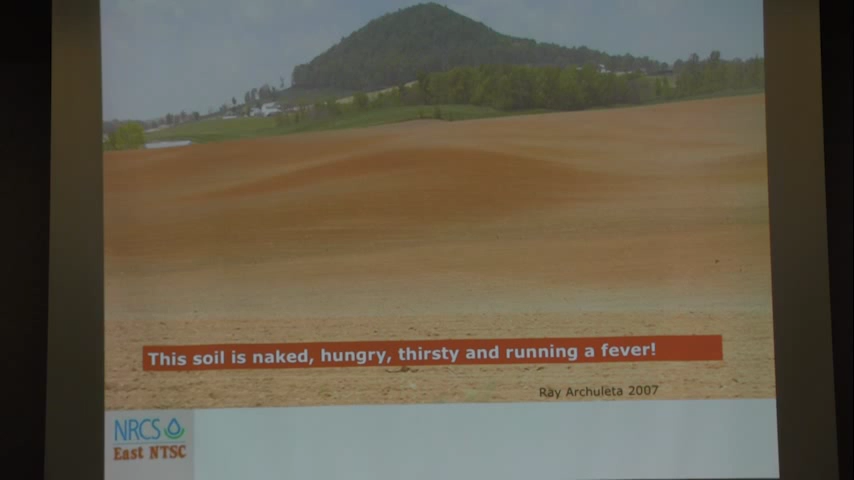 This soil is naked, hungry, thirsty and running a fever!
Ray Archuleta 2007
NRCS
East NTSC